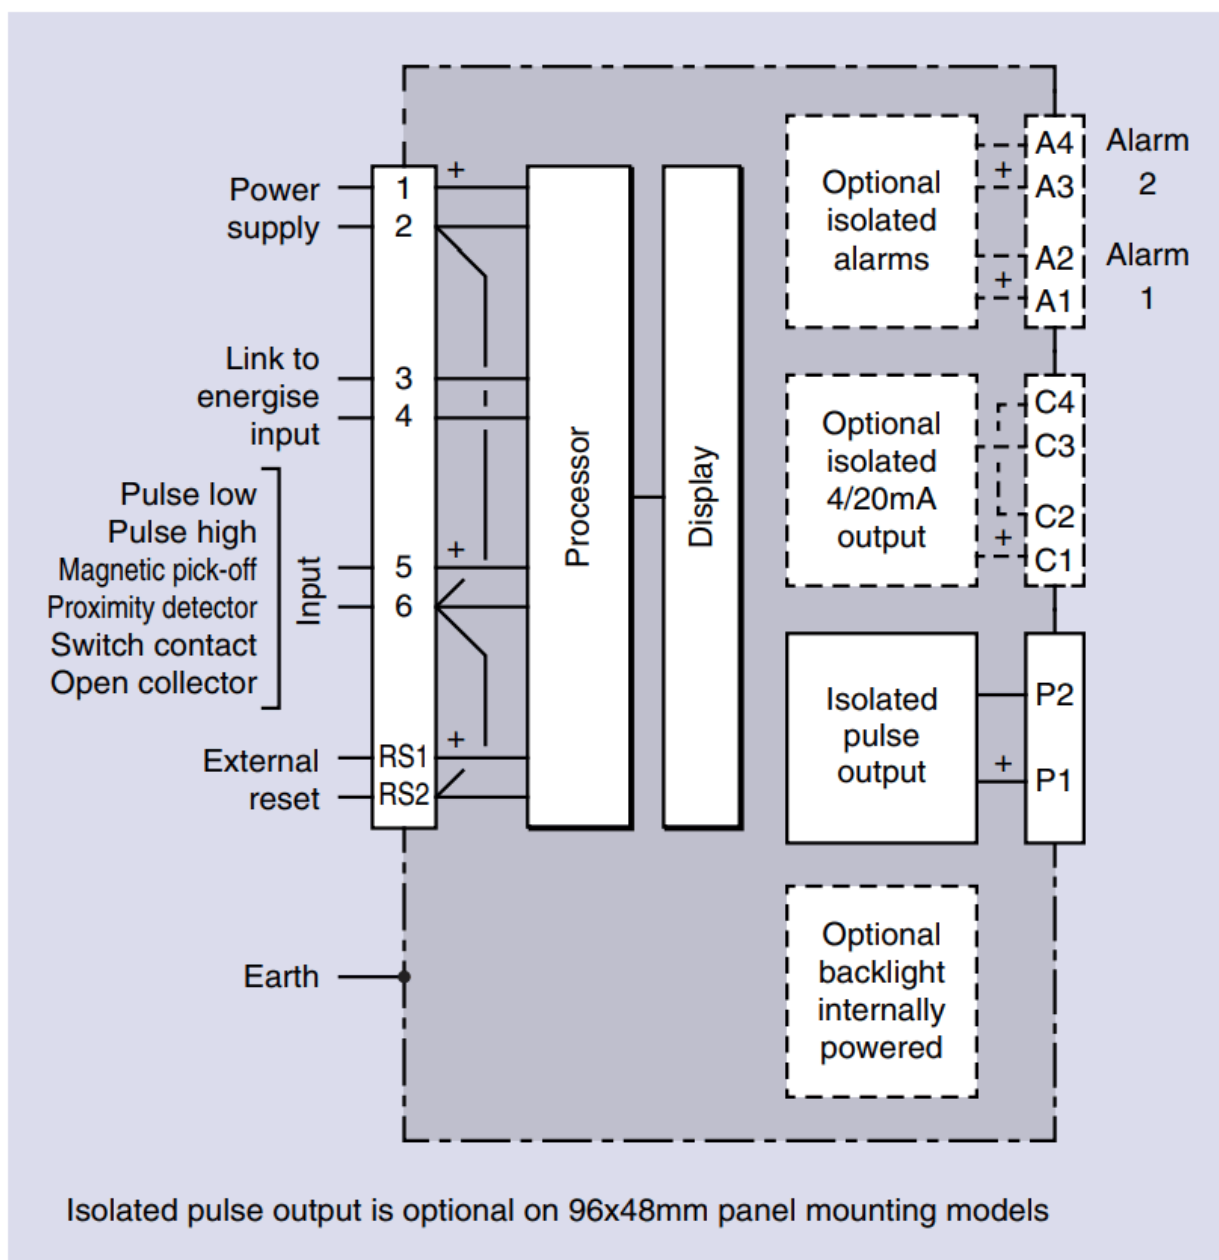 Power
supply
1
+
2
Link to
energise
input
3
4
Pulse low
Pulse high
Magnetic pick-off
Proximity detector
Switch contact
Open collector
Input
5
+
6
External
reset
RS1
+
RS2
Earth
Processor
Display
Optional
isolated
alarms
+
+
A4
A3
A2
A1
Alarm
2
Alarm
1
Optional
isolated
4/20mA
output
+
C4
C3
C2
C1
Isolated
pulse
output
+
P2
P1
Optional
backlight
internally
powered
Isolated pulse output is optional on 96x48mm panel mounting models